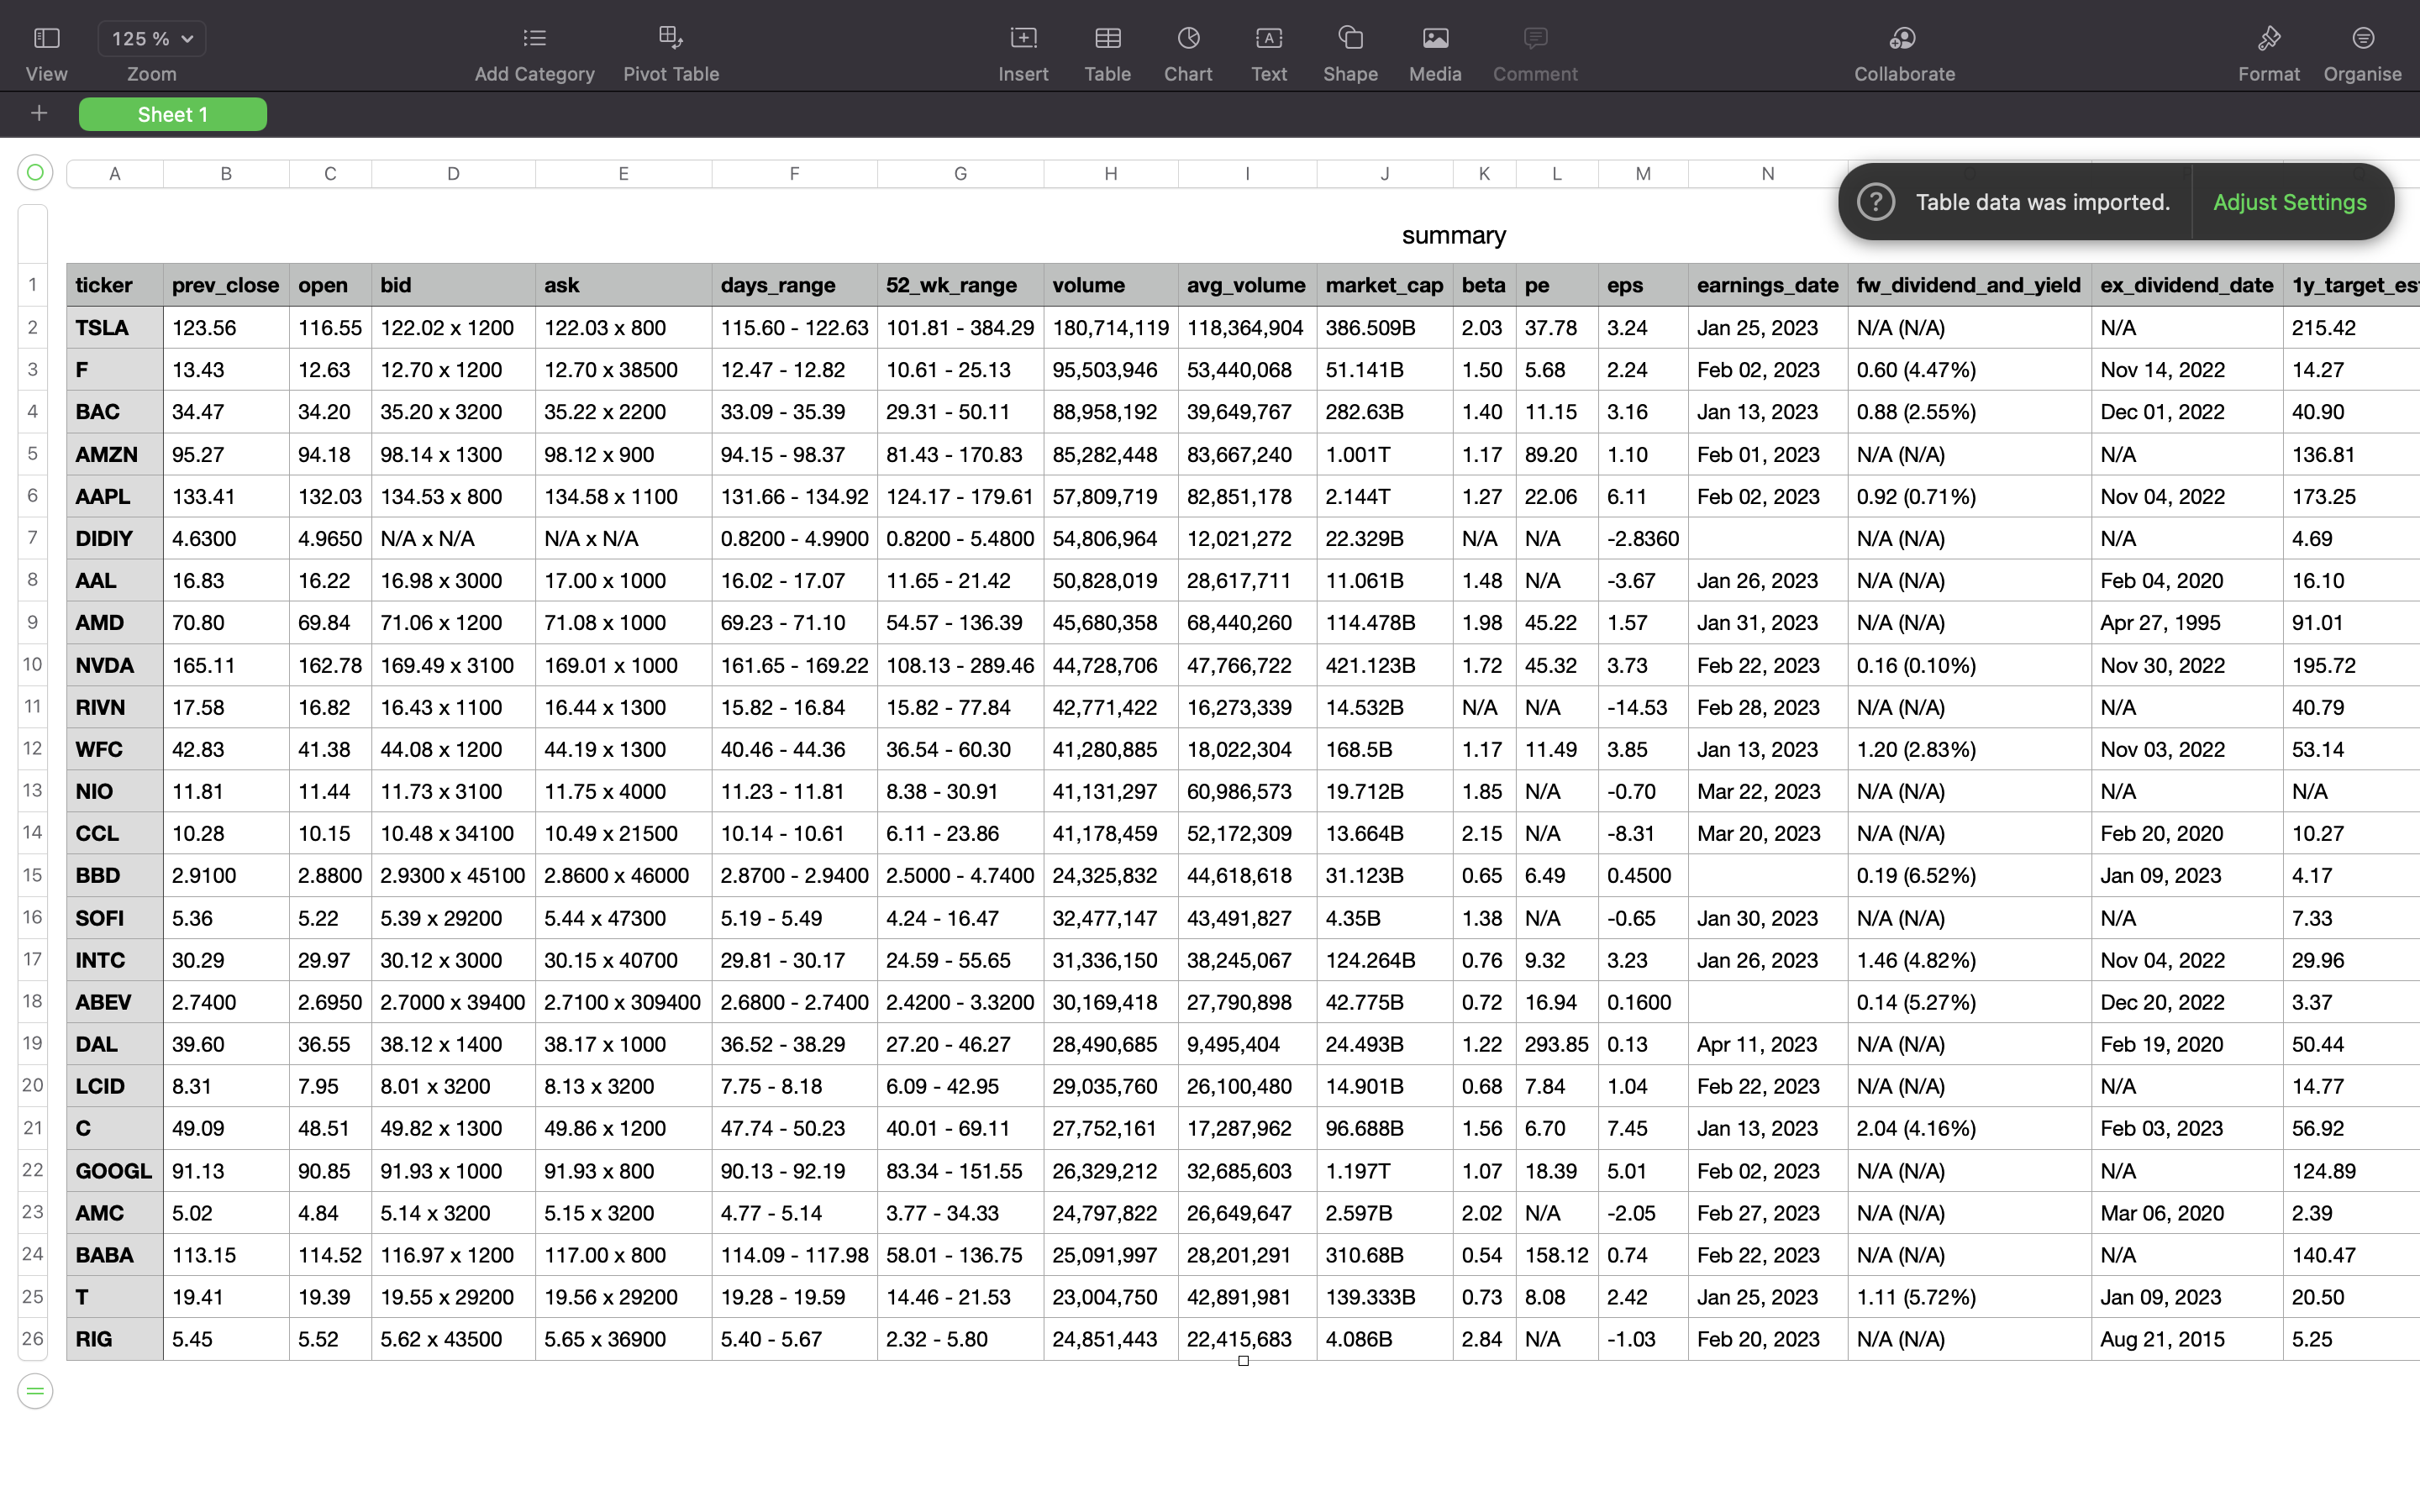 125 %
View Zoom Add Category Pivot Table Insert Table Chart Text Shape Media Comment Collaborate Format Organise
Sheet 1
A B C D E F G H I J K L M N
Table data was imported. Adjust Settings
summary
1 ticker prev_close open bid ask days_range 52_wk_range volume avg_volume market_cap beta pe eps earnings_date fw_dividend_and_yield ex_dividend_date 1y_target_es
2 TSLA 123.56 116.55 122.02 x 1200 122.03 x 800 115.60 - 122.63 101.81 - 384.29 180,714,119 118,364,904 386.509B 2.03 37.78 3.24 Jan 25, 2023 N/A (N/A) N/A 215.42
3 F 13.43 12.63 12.70 x 1200 12.70 x 38500 12.47 - 12.82 10.61 - 25.13 95,503,946 53,440,068 51.141B 1.50 5.68 2.24 Feb 02, 2023 0.60 (4.47%) Nov 14, 2022 14.27
4 BAC 34.47 34.20 35.20 x 3200 35.22 x 2200 33.09 - 35.39 29.31 - 50.11 88,958,192 39,649,767 282.63B 1.40 11.15 3.16 Jan 13, 2023 0.88 (2.55%) Dec 01, 2022 40.90
5 AMZN 95.27 94.18 98.14 x 1300 98.12 x 900 94.15 - 98.37 81.43 - 170.83 85,282,448 83,667,240 1.001T 1.17 89.20 1.10 Feb 01, 2023 N/A (N/A) N/A 136.81
6 AAPL 133.41 132.03 134.53 x 800 134.58 x 1100 131.66 - 134.92 124.17 - 179.61 57,809,719 82,851,178 2.144T 1.27 22.06 6.11 Feb 02, 2023 0.92 (0.71%) Nov 04, 2022 173.25
7 DIDIY 4.6300 4.9650 N/A x N/A N/A x N/A 0.8200 - 4.9900 0.8200 - 5.4800 54,806,964 12,021,272 22.329B N/A N/A -2.8360 N/A (N/A) N/A 4.69
8 AAL 16.83 16.22 16.98 x 3000 17.00 x 1000 16.02 - 17.07 11.65 - 21.42 50,828,019 28,617,711 11.061B 1.48 N/A -3.67 Jan 26, 2023 N/A (N/A) Feb 04, 2020 16.10
9 AMD 70.80 69.84 71.06 x 1200 71.08 x 1000 69.23 - 71.10 54.57 - 136.39 45,680,358 68,440,260 114.478B 1.98 45.22 1.57 Jan 31, 2023 N/A (N/A) Apr 27, 1995 91.01
10 NVDA 165.11 162.78 169.49 x 3100 169.01 x 1000 161.65 - 169.22 108.13 - 289.46 44,728,706 47,766,722 421.123B 1.72 45.32 3.73 Feb 22, 2023 0.16 (0.10%) Nov 30, 2022 195.72
11 RIVN 17.58 16.82 16.43 x 1100 16.44 x 1300 15.82 - 16.84 15.82 - 77.84 42,771,422 16,273,339 14.532B N/A N/A -14.53 Feb 28, 2023 N/A (N/A) N/A 40.79
12 WFC 42.83 41.38 44.08 x 1200 44.19 x 1300 40.46 - 44.36 36.54 - 60.30 41,280,885 18,022,304 168.5B 1.17 11.49 3.85 Jan 13, 2023 1.20 (2.83%) Nov 03, 2022 53.14
13 NIO 11.81 11.44 11.73 x 3100 11.75 x 4000 11.23 - 11.81 8.38 - 30.91 41,131,297 60,986,573 19.712B 1.85 N/A -0.70 Mar 22, 2023 N/A (N/A) N/A N/A
14 CCL 10.28 10.15 10.48 x 34100 10.49 x 21500 10.14 - 10.61 6.11 - 23.86 41,178,459 52,172,309 13.664B 2.15 N/A -8.31 Mar 20, 2023 N/A (N/A) Feb 20, 2020 10.27
15 BBD 2.9100 2.8800 2.9300 x 45100 2.8600 x 46000 2.8700 - 2.9400 2.5000 - 4.7400 24,325,832 44,618,618 31.123B 0.65 6.49 0.4500 0.19 (6.52%) Jan 09, 2023 4.17
16 SOFI 5.36 5.22 5.39 x 29200 5.44 x 47300 5.19 - 5.49 4.24 - 16.47 32,477,147 43,491,827 4.35B 1.38 N/A -0.65 Jan 30, 2023 N/A (N/A) N/A 7.33
17 INTC 30.29 29.97 30.12 x 3000 30.15 x 40700 29.81 - 30.17 24.59 - 55.65 31,336,150 38,245,067 124.264B 0.76 9.32 3.23 Jan 26, 2023 1.46 (4.82%) Nov 04, 2022 29.96
18 ABEV 2.7400 2.6950 2.7000 x 39400 2.7100 x 309400 2.6800 - 2.7400 2.4200 - 3.3200 30,169,418 27,790,898 42.775B 0.72 16.94 0.1600 0.14 (5.27%) Dec 20, 2022 3.37
19 DAL 39.60 36.55 38.12 x 1400 38.17 x 1000 36.52 - 38.29 27.20 - 46.27 28,490,685 9,495,404 24.493B 1.22 293.85 0.13 Apr 11, 2023 N/A (N/A) Feb 19, 2020 50.44
20 LCID 8.31 7.95 8.01 x 3200 8.13 x 3200 7.75 - 8.18 6.09 - 42.95 29,035,760 26,100,480 14.901B 0.68 7.84 1.04 Feb 22, 2023 N/A (N/A) N/A 14.77
21 C 49.09 48.51 49.82 x 1300 49.86 x 1200 47.74 - 50.23 40.01 - 69.11 27,752,161 17,287,962 96.688B 1.56 6.70 7.45 Jan 13, 2023 2.04 (4.16%) Feb 03, 2023 56.92
22 GOOGL 91.13 90.85 91.93 x 1000 91.93 x 800 90.13 - 92.19 83.34 - 151.55 26,329,212 32,685,603 1.197T 1.07 18.39 5.01 Feb 02, 2023 N/A (N/A) N/A 124.89
23 AMC 5.02 4.84 5.14 x 3200 5.15 x 3200 4.77 - 5.14 3.77 - 34.33 24,797,822 26,649,647 2.597B 2.02 N/A -2.05 Feb 27, 2023 N/A (N/A) Mar 06, 2020 2.39
24 BABA 113.15 114.52 116.97 x 1200 117.00 x 800 114.09 - 117.98 58.01 - 136.75 25,091,997 28,201,291 310.68B 0.54 158.12 0.74 Feb 22, 2023 N/A (N/A) N/A 140.47
25 T 19.41 19.39 19.55 x 29200 19.56 x 29200 19.28 - 19.59 14.46 - 21.53 23,004,750 42,891,981 139.333B 0.73 8.08 2.42 Jan 25, 2023 1.11 (5.72%) Jan 09, 2023 20.50
26 RIG 5.45 5.52 5.62 x 43500 5.65 x 36900 5.40 - 5.67 2.32 - 5.80 24,851,443 22,415,683 4.086B 2.84 N/A -1.03 Feb 20, 2023 N/A (N/A) Aug 21, 2015 5.25